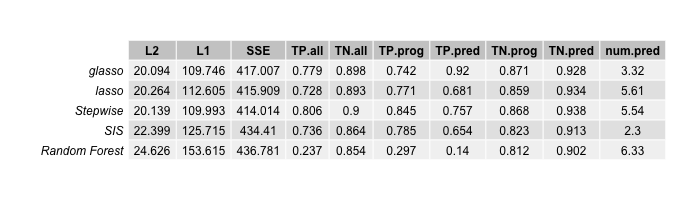 L2 L1 SSE TP.all TN.all TP.prog TP.pred TN.prog TN.pred num.pred
glasso 20.094 109.746 417.007 0.779 0.898 0.742 0.92 0.871 0.928 3.32
lasso 20.264 112.605 415.909 0.728 0.893 0.771 0.681 0.859 0.934 5.61
Stepwise 20.139 109.993 414.014 0.806 0.9 0.845 0.757 0.868 0.938 5.54
SIS 22.399 125.715 434.41 0.736 0.864 0.785 0.654 0.823 0.913 2.3
Random Forest 24.626 153.615 436.781 0.237 0.854 0.297 0.14 0.812 0.902 6.33